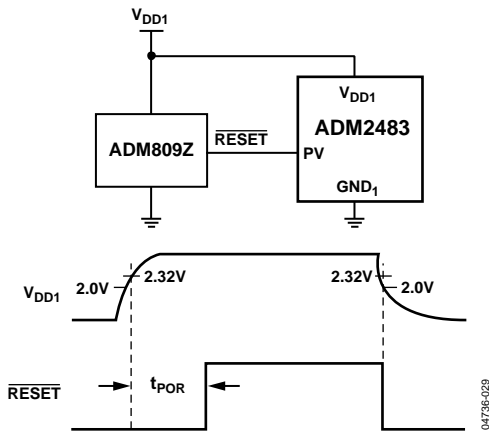 VDD1
VDD1
ADM2483
ADM809Z
RESET
PV
GND1
VDD1
2.0V
2.32V
2.32V
2.0V
RESET
tPOR
04736-029